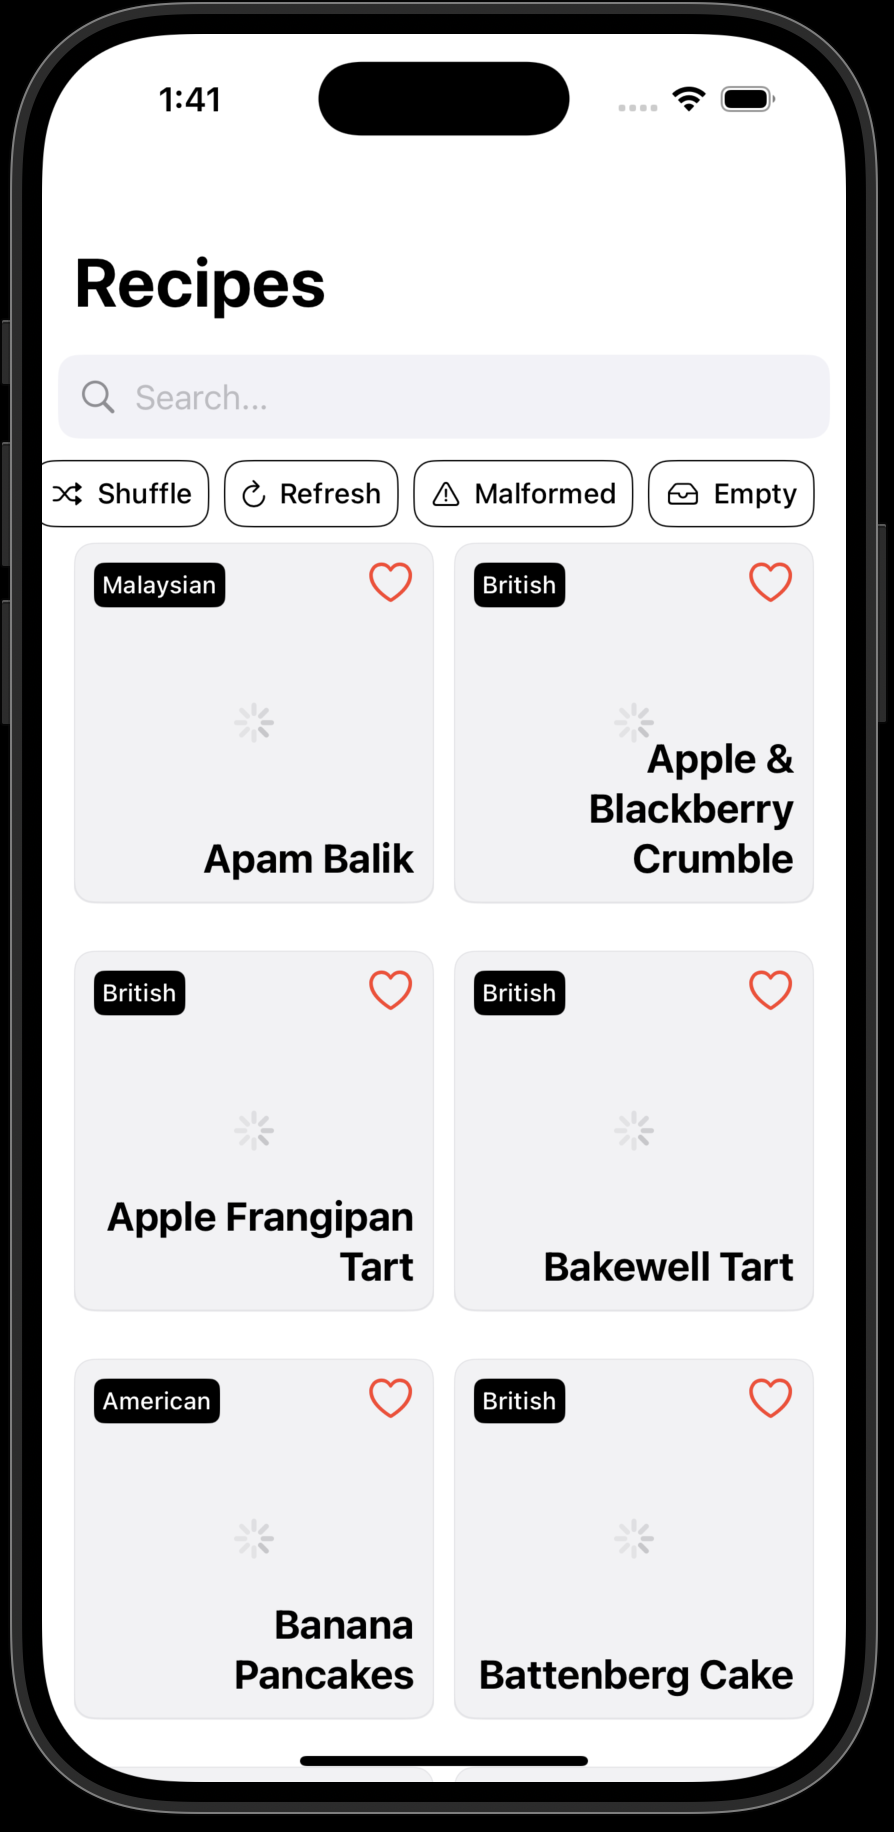 1:41
Recipes
Search...
Shuffle
Refresh
Malformed
Empty
Malaysian
Apam Balik
British
Apple &
Blackberry
Crumble
British
Apple Frangipan
Tart
British
Bakewell Tart
American
Banana
Pancakes
British
Battenberg Cake